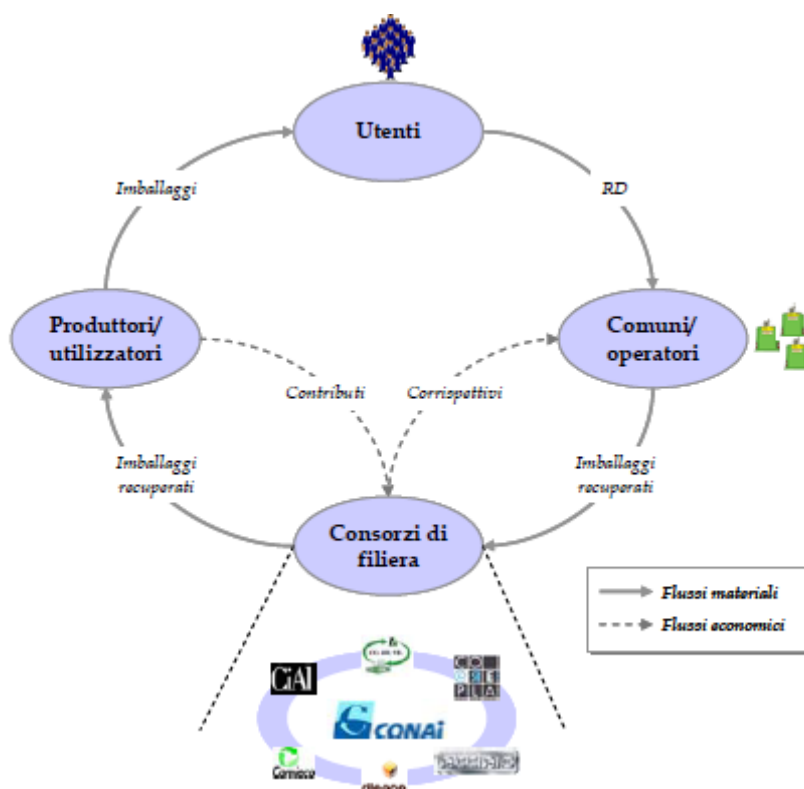 Utenti
Imballaggi
RD
Produttori/
utilizzatori
Comuni/
operatori
Contributi
Corrispettivi
Imballaggi
recuperati
Imballaggi
recuperati
Consorzi di
filiera
Flussi materiali
Flussi economici
CiAl
CO
RE
PLA
CONAi
Comieco